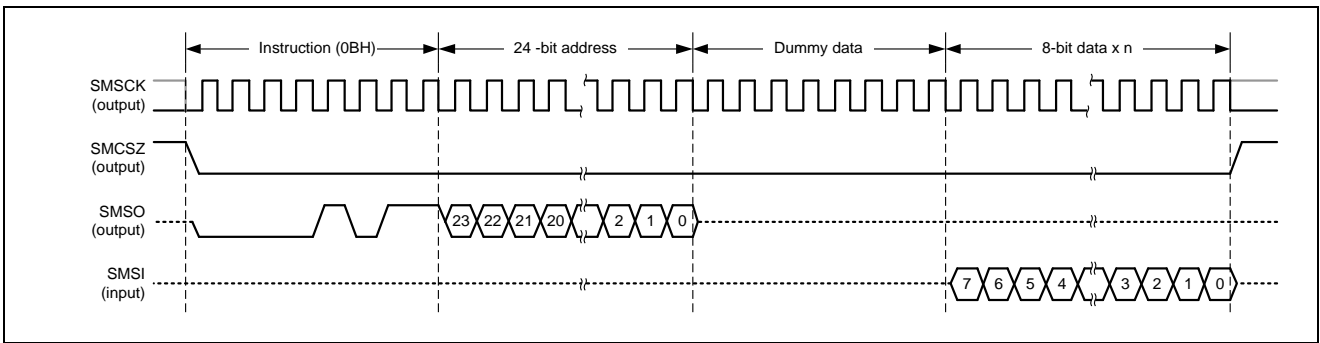 Instruction (0BH) 24 -bit address Dummy data 8-bit data x n
SMSCK
(output)
SMCSZ
(output)
SMSO
(output)
23 22 21 20 2 1 0
SMSI
(input)
7 6 5 4 3 2 1 0